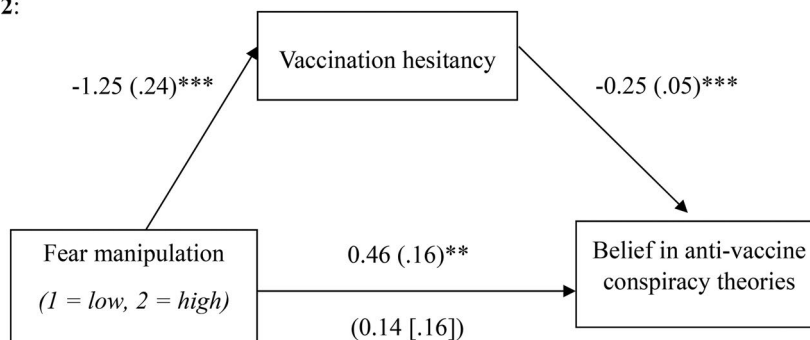 2:
Vaccination hesitancy
-1.25 (.24)***
-0.25 (.05)***
Fear manipulation
(1 = low, 2 = high)
0.46 (.16)**
(0.14 [.16])
Belief in anti-vaccine
conspiracy theories